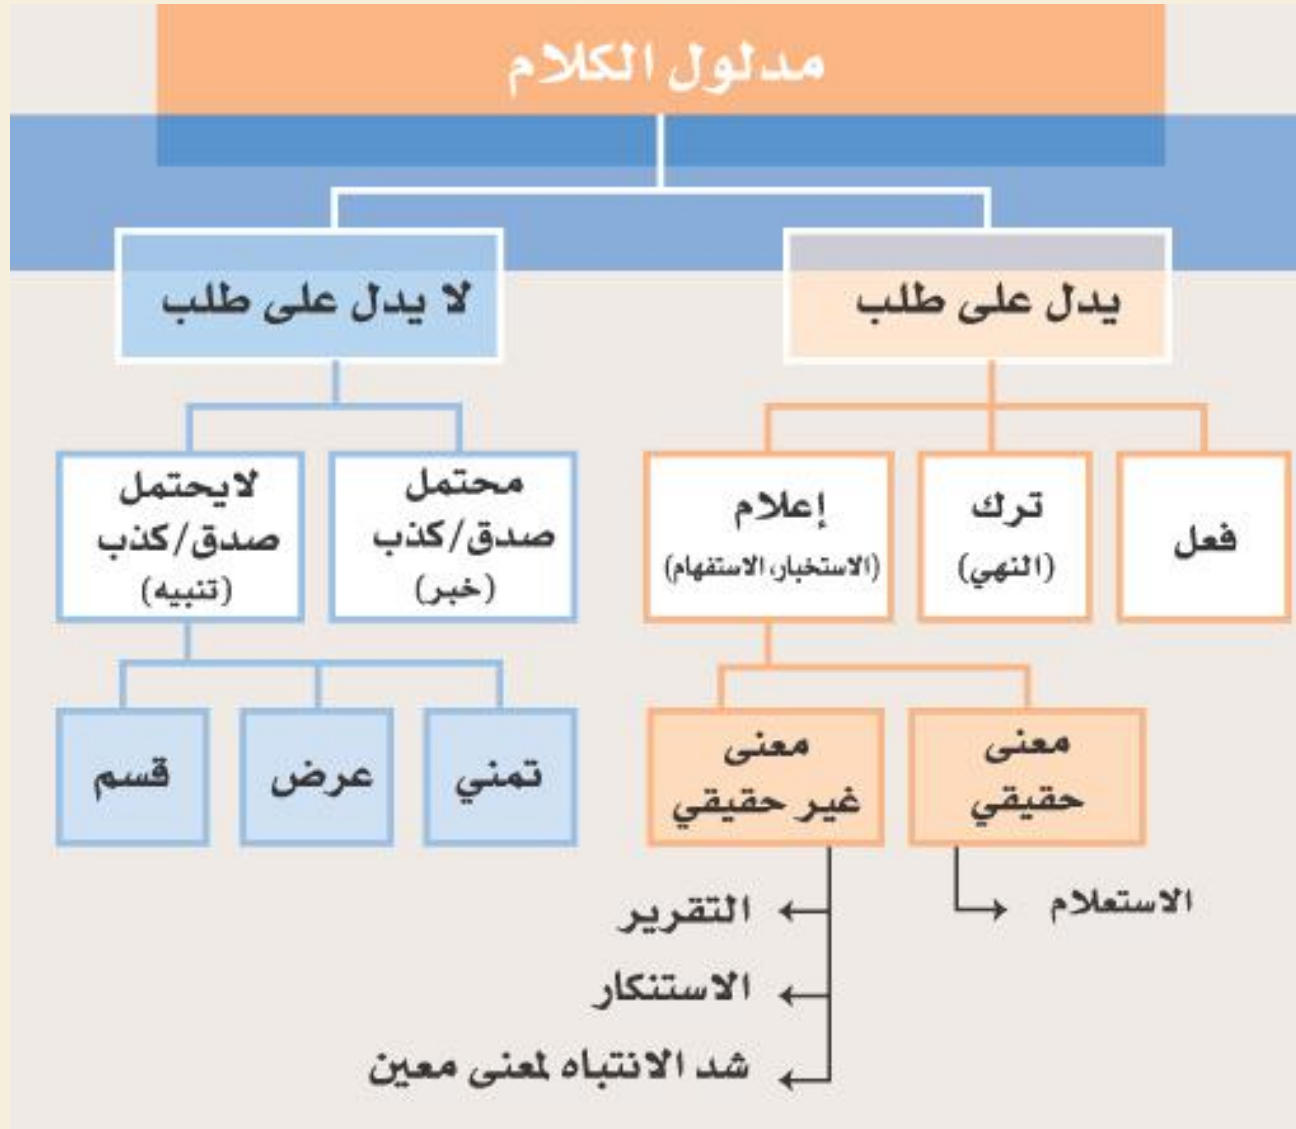 مدلول الكلام
يدل على طلب
لا يدل على طلب
فعل
ترك
(النهي)
إعلام
(الاستخبار، الاستفهام)
محتمل
صدق/كذب
(خبر)
لايحتمل
صدق/كذب
(تنبيه)
معنى
حقيقي
معنى
غير حقيقي
تمني
عرض
قسم
الاستعلام
التقرير
الاستنكار
شد الانتباه لمعنى معين